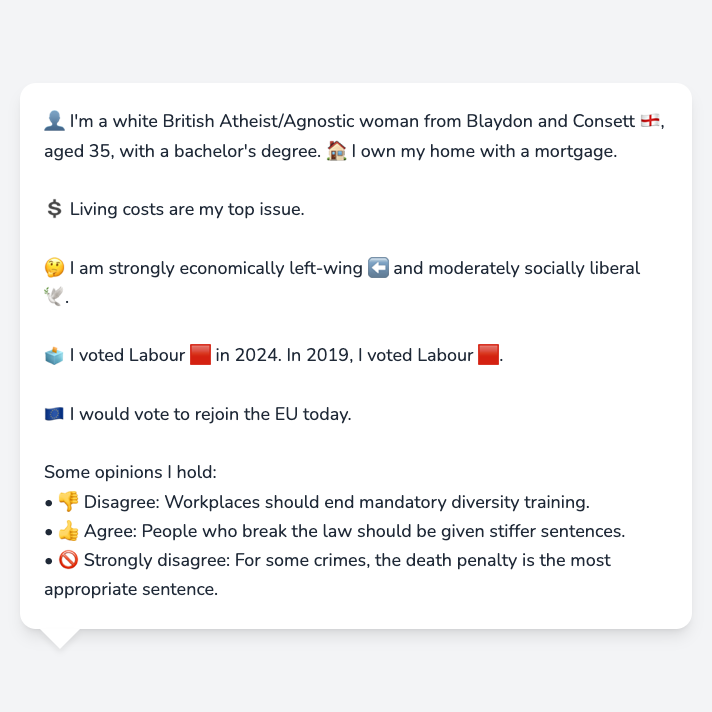 👤 I'm a white British Atheist/Agnostic woman from Blaydon and Consett 🏴󠁧󠁢󠁥󠁮󠁧󠁿,
aged 35, with a bachelor's degree. 🏠 I own my home with a mortgage.
💲 Living costs are my top issue.
🤔 I am strongly economically left-wing ⬅️ and moderately socially liberal
🕊️.
🗳️ I voted Labour 🟥 in 2024. In 2019, I voted Labour 🟥.
🇪🇺 I would vote to rejoin the EU today.
Some opinions I hold:
• 👎 Disagree: Workplaces should end mandatory diversity training.
• 👍 Agree: People who break the law should be given stiffer sentences.
• 🚫 Strongly disagree: For some crimes, the death penalty is the most
appropriate sentence.